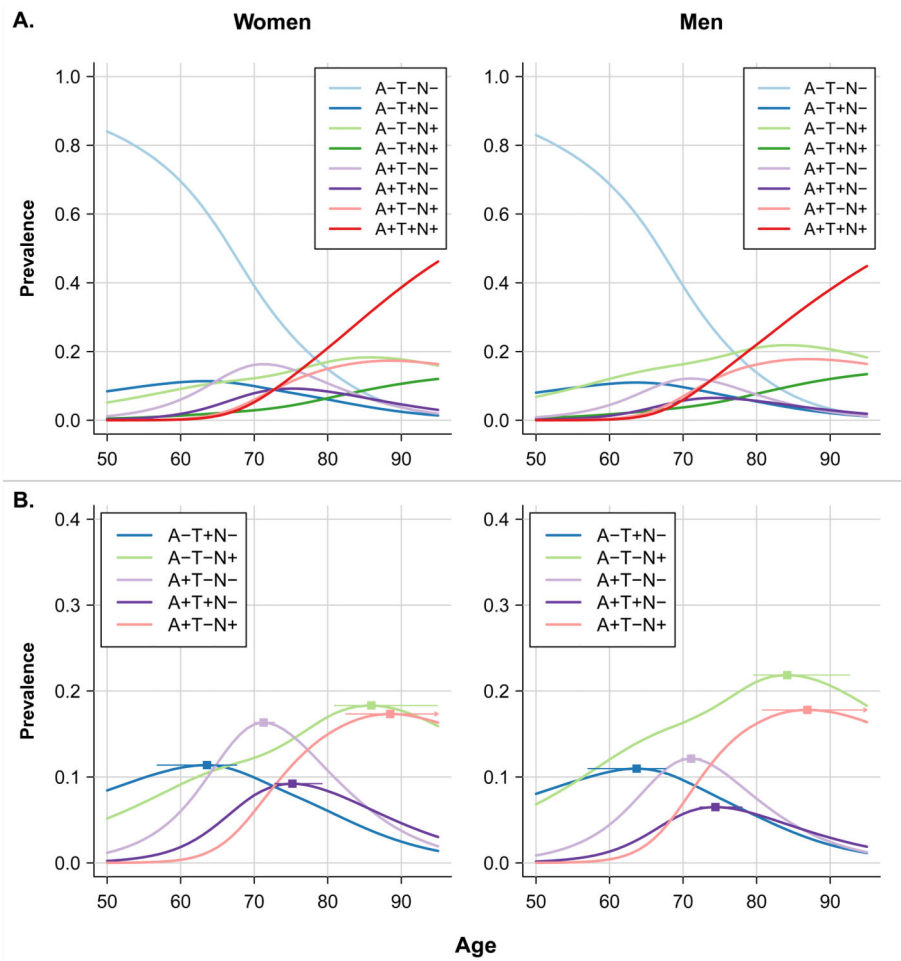 A.
Women
Men
Prevalence
1.0
0.8
0.6
0.4
0.2
0.0
A−T−N−
A−T+N−
A−T−N+
A−T+N+
A+T−N−
A+T+N−
A+T−N+
A+T+N+
50 60 70 80 90
1.0
0.8
0.6
0.4
0.2
0.0
A−T−N−
A−T+N−
A−T−N+
A−T+N+
A+T−N−
A+T+N−
A+T−N+
A+T+N+
50 60 70 80 90
B.
Prevalence
0.4
0.3
0.2
0.1
0.0
A−T+N−
A−T−N+
A+T−N−
A+T+N−
A+T−N+
50 60 70 80 90
0.4
0.3
0.2
0.1
0.0
A−T+N−
A−T−N+
A+T−N−
A+T+N−
A+T−N+
50 60 70 80 90
Age